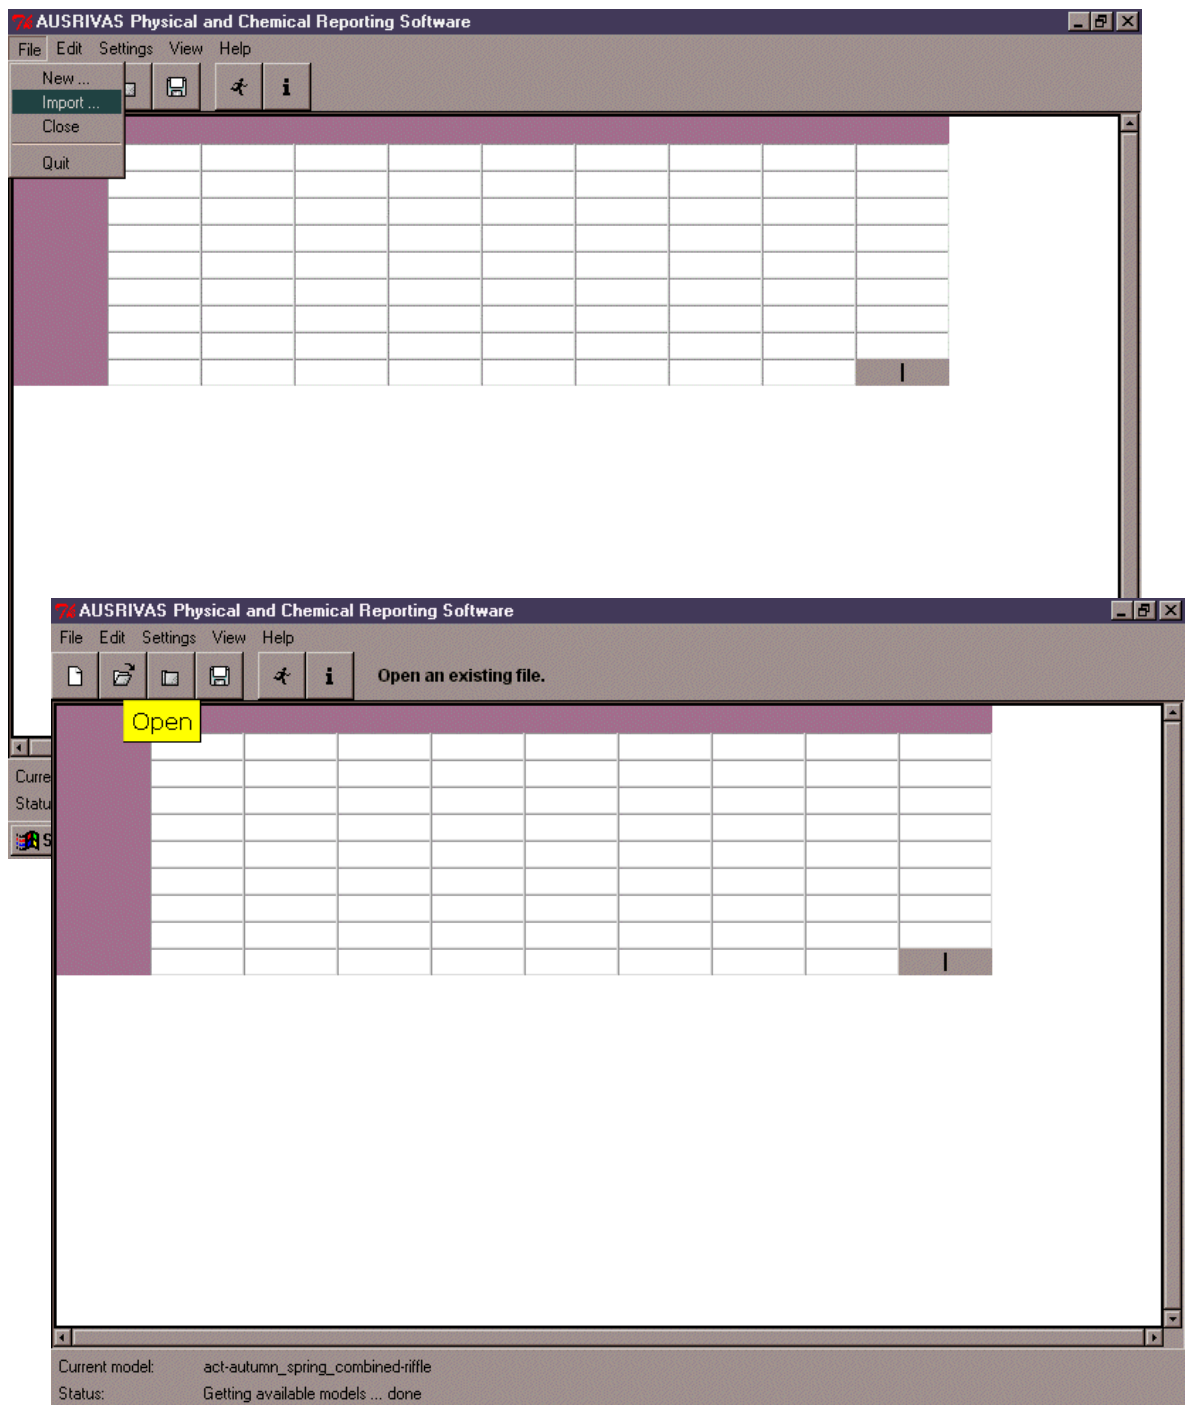 AUSRIVAS Physical and Chemical Reporting Software
File Edit Settings View Help
New ...
Import ...
Close
Quit
AUSRIVAS Physical and Chemical Reporting Software
File Edit Settings View Help
Open an existing file.
Open
Curre
Statu
S
Current model: act-autumn_spring_combined-riffle
Status: Getting available models ... done